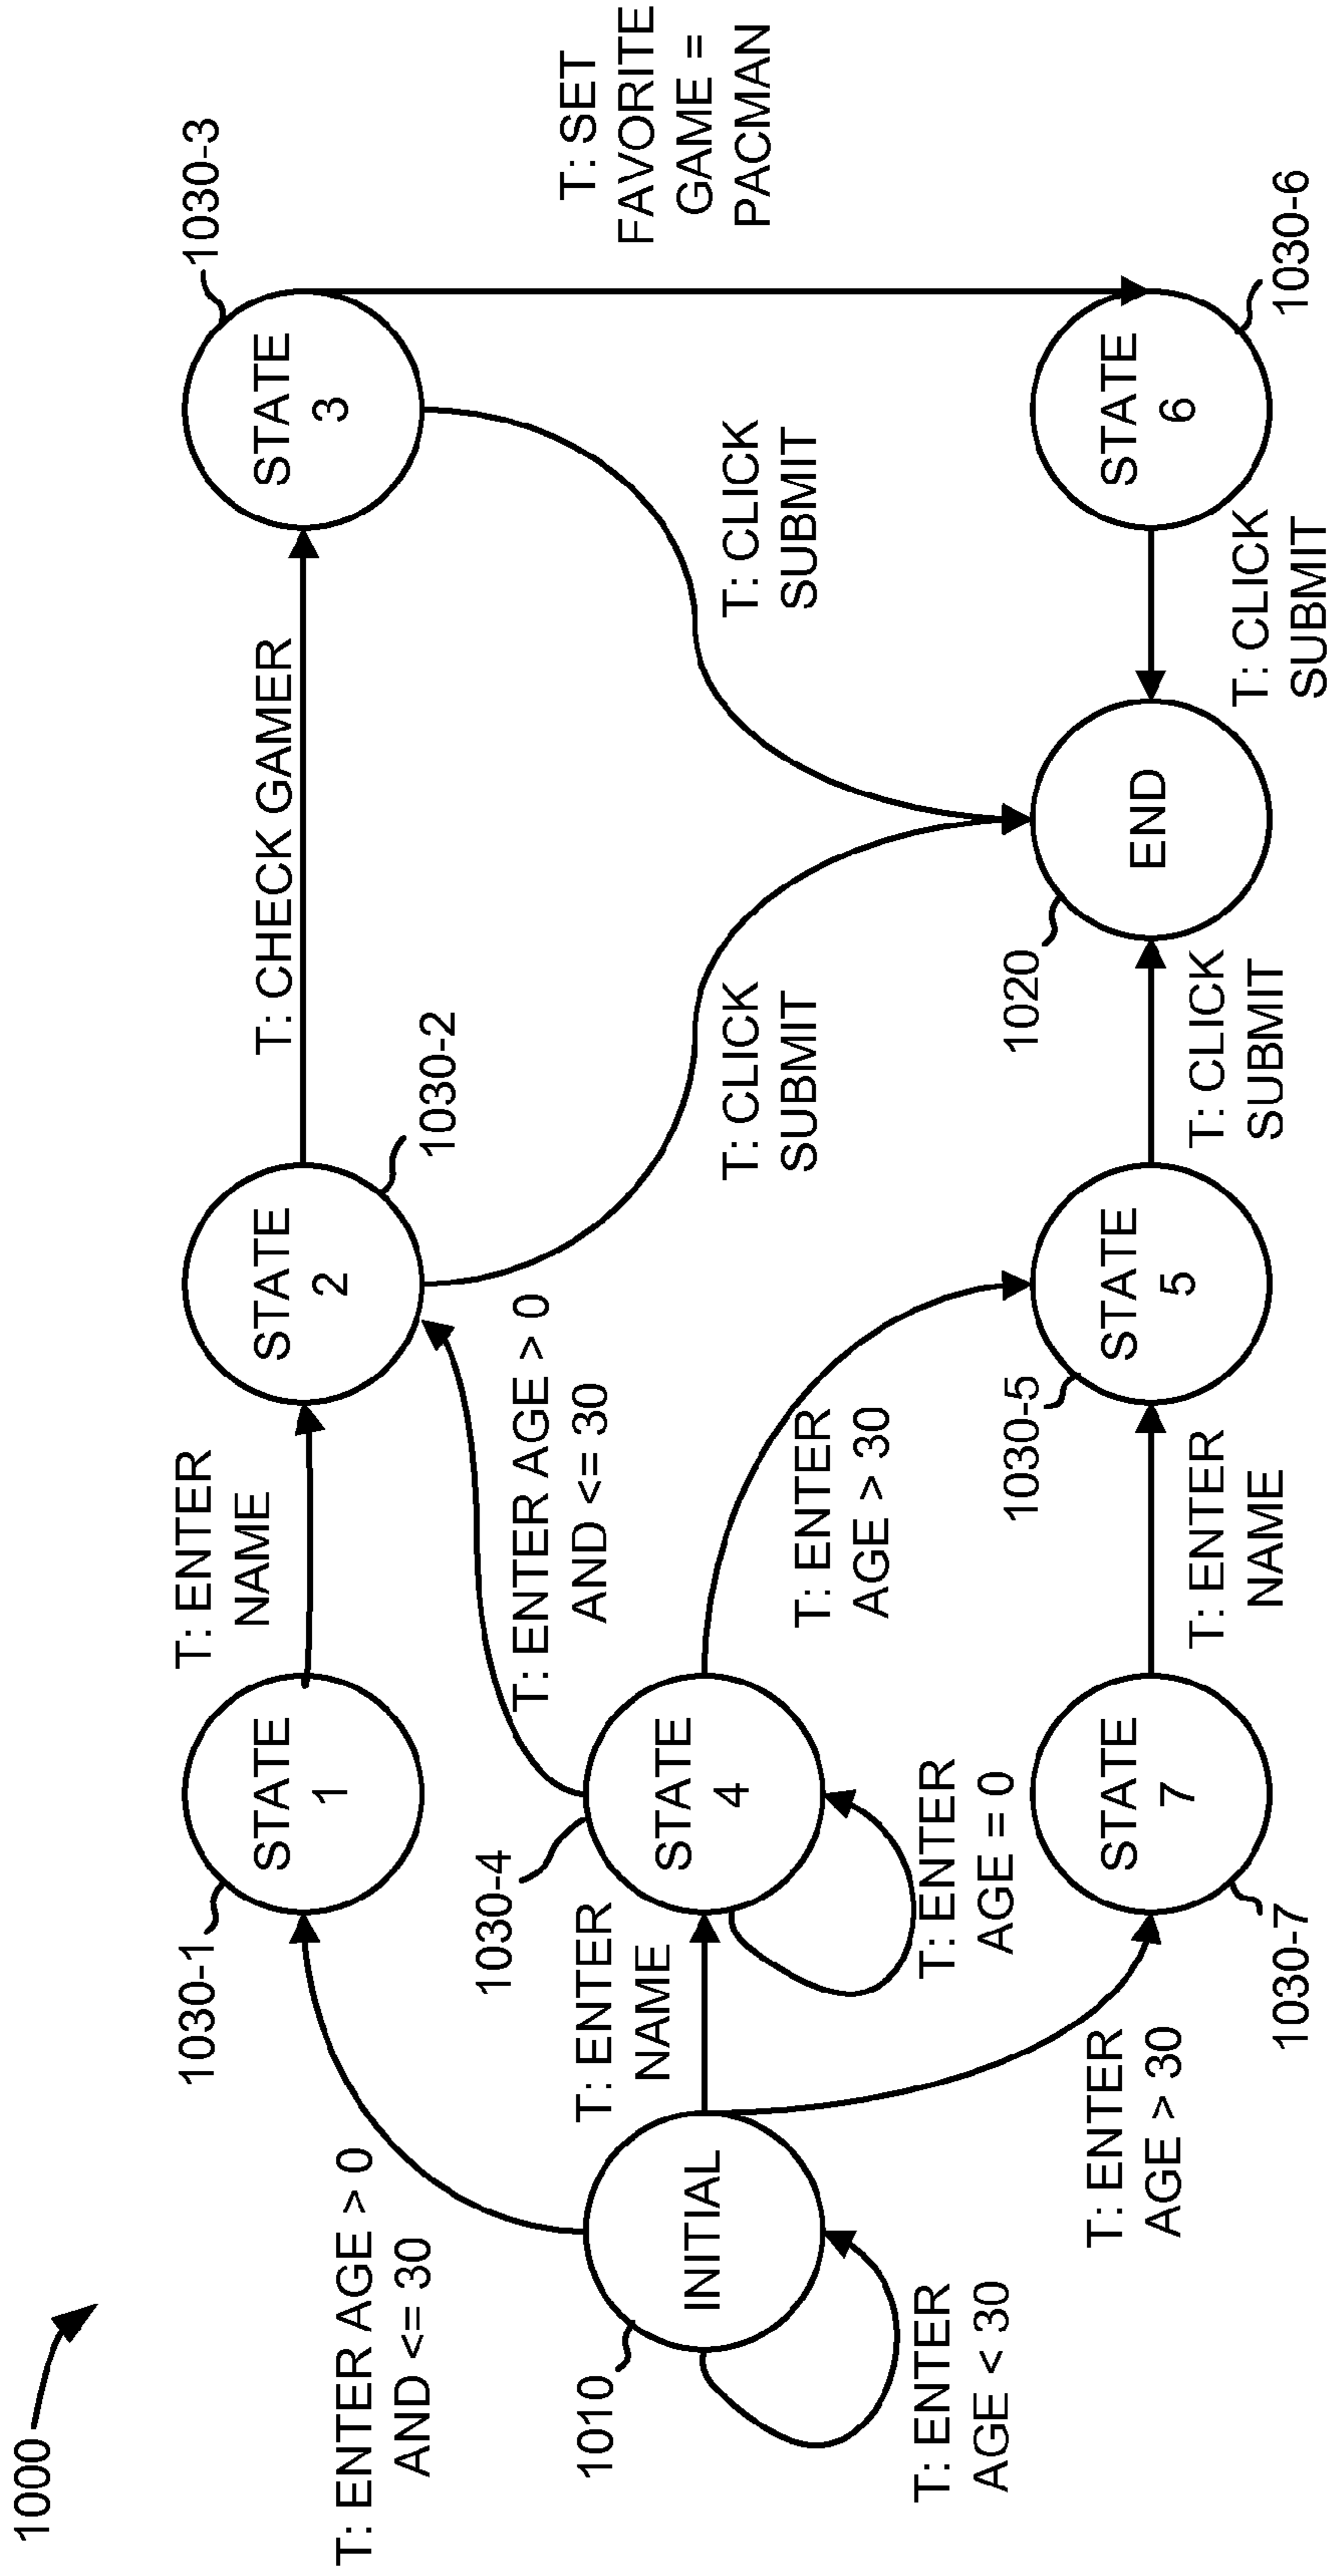 1000
T: ENTER AGE > 0
AND <= 30
1030-1
STATE
1
T: ENTER
NAME
STATE
2
1030-2
T: CHECK GAMER
STATE
3
1030-3
T: SET
FAVORITE
GAME =
PACMAN
1010
INITIAL
T: ENTER
AGE < 30
T: ENTER
NAME
1030-4
STATE
4
T: ENTER AGE > 0
AND <= 30
T: ENTER
AGE = 0
T: ENTER
AGE > 30
T: CLICK
SUBMIT
T: CLICK
SUBMIT
T: ENTER
AGE > 30
STATE
7
1030-7
T: ENTER
NAME
1030-5
STATE
5
T: CLICK
SUBMIT
1020
END
T: CLICK
SUBMIT
STATE
6
1030-6